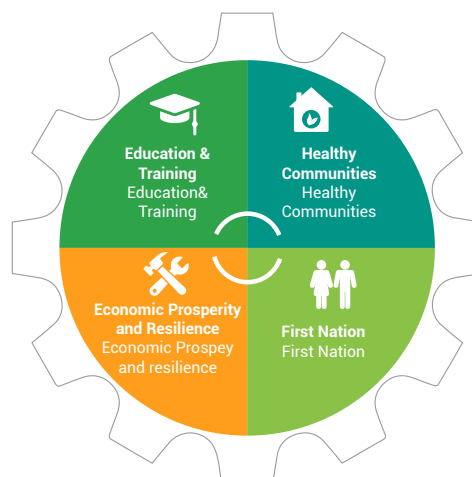 Education &
Training
Education&
Training
Healthy
Communities
Healthy
Communities
Economic Prosperity
and Resilience
Economic Prospey
and resilience
First Nation
First Nation